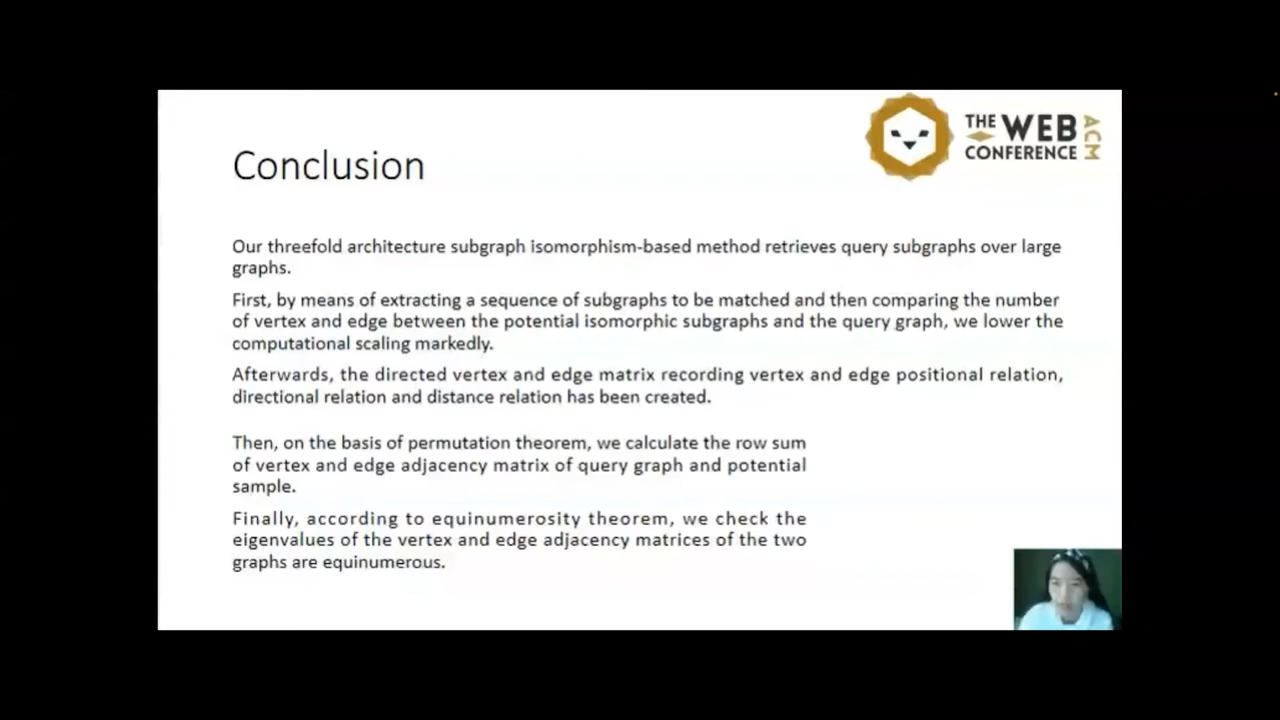 THE WEB
CONFERENCE
ACM
Conclusion
Our threefold architecture subgraph isomorphism-based method retrieves query subgraphs over large
graphs.
First, by means of extracting a sequence of subgraphs to be matched and then comparing the number
of vertex and edge between the potential isomorphic subgraphs and the query graph, we lower the
computational scaling markedly.
Afterwards, the directed vertex and edge matrix recording vertex and edge positional relation,
directional relation and distance relation has been created.
Then, on the basis of permutation theorem, we calculate the row sum
of vertex and edge adjacency matrix of query graph and potential
sample.
Finally, according to equinumerosity theorem, we check the
eigenvalues of the vertex and edge adjacency matrices of the two
graphs are equinumerous.